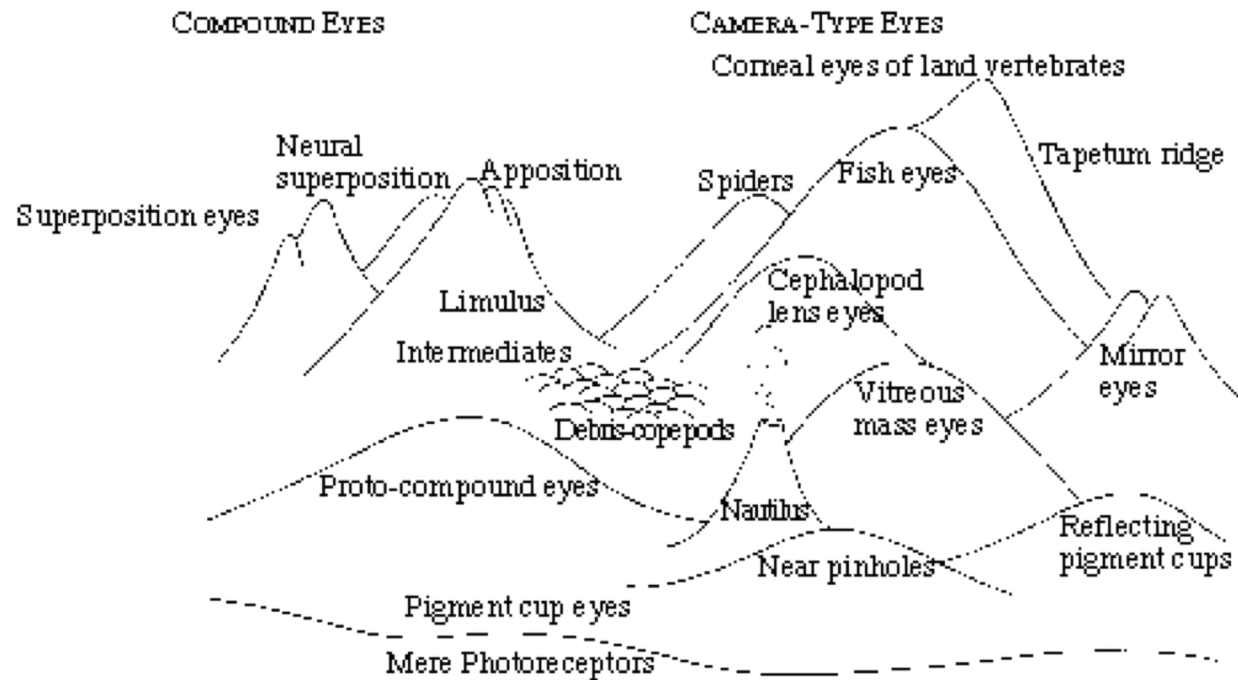 COMPOUND EYES
CAMERA-TYPE EYES
Corneal eyes of land vertebrates
Neural
superposition
Apposition
Spiders
Fish eyes
Tapetum ridge
Superposition eyes
Cephalopod
lens eyes
Limulus
Intermediates
Mirror
eyes
Vitreous
mass eyes
Debris-copepods
Proto-compound eyes
Nautilus
Reflecting
pigment cups
Near pinholes
Pigment cup eyes
Mere Photoreceptors